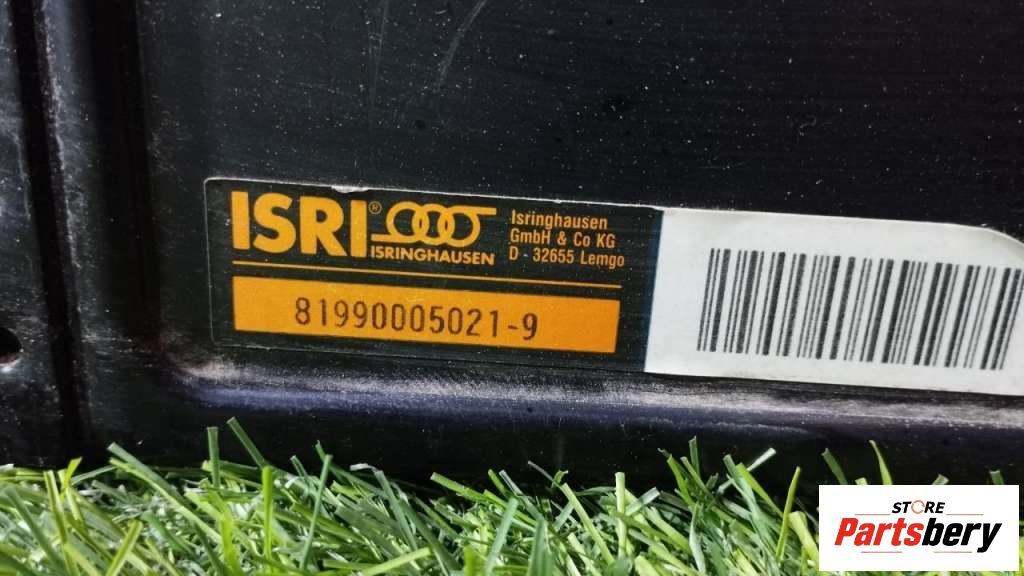 ISRI®
ISRINGHAUSEN
Isringhausen
GmbH & Co KG
D - 32655 Lemgo
81990005021-9
STORE
Partsbery